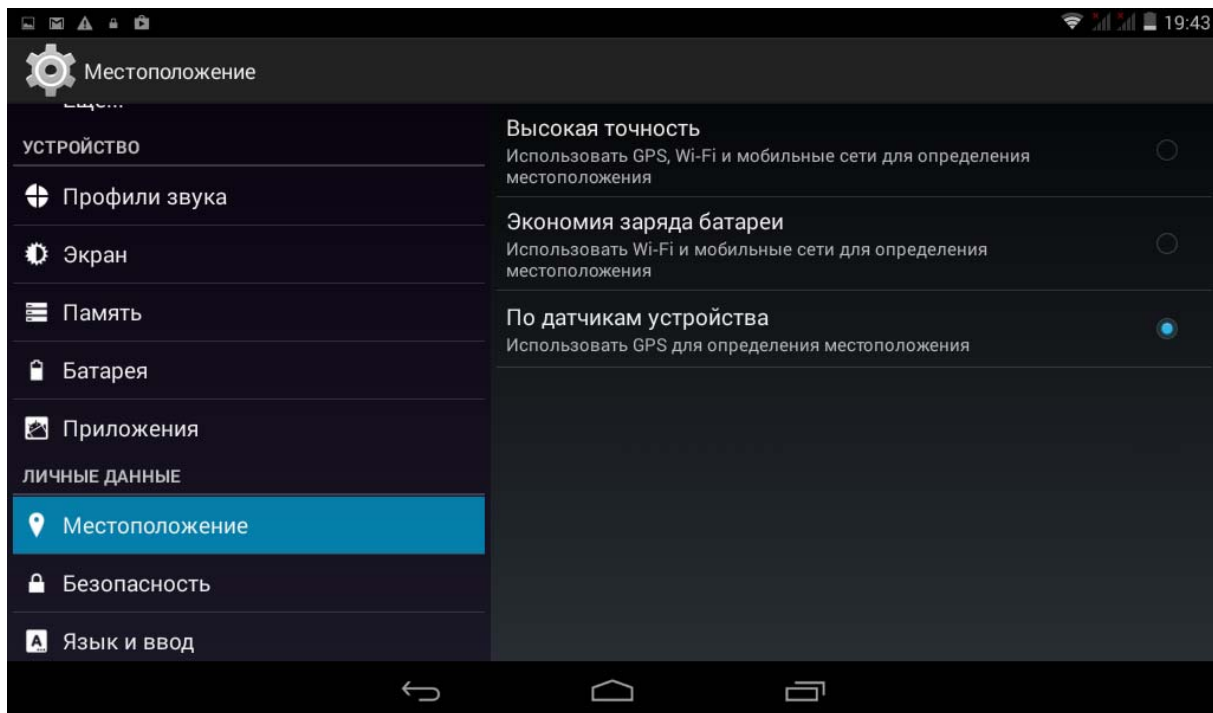 19:43
Местоположение
Ещё...
УСТРОЙСТВО
Профили звука
Экран
Память
Батарея
Приложения
ЛИЧНЫЕ ДАННЫЕ
Местоположение
Безопасность
Язык и ввод
Высокая точность
Использовать GPS, Wi-Fi и мобильные сети для определения
местоположения
Экономия заряда батареи
Использовать Wi-Fi и мобильные сети для определения
местоположения
По датчикам устройства
Использовать GPS для определения местоположения